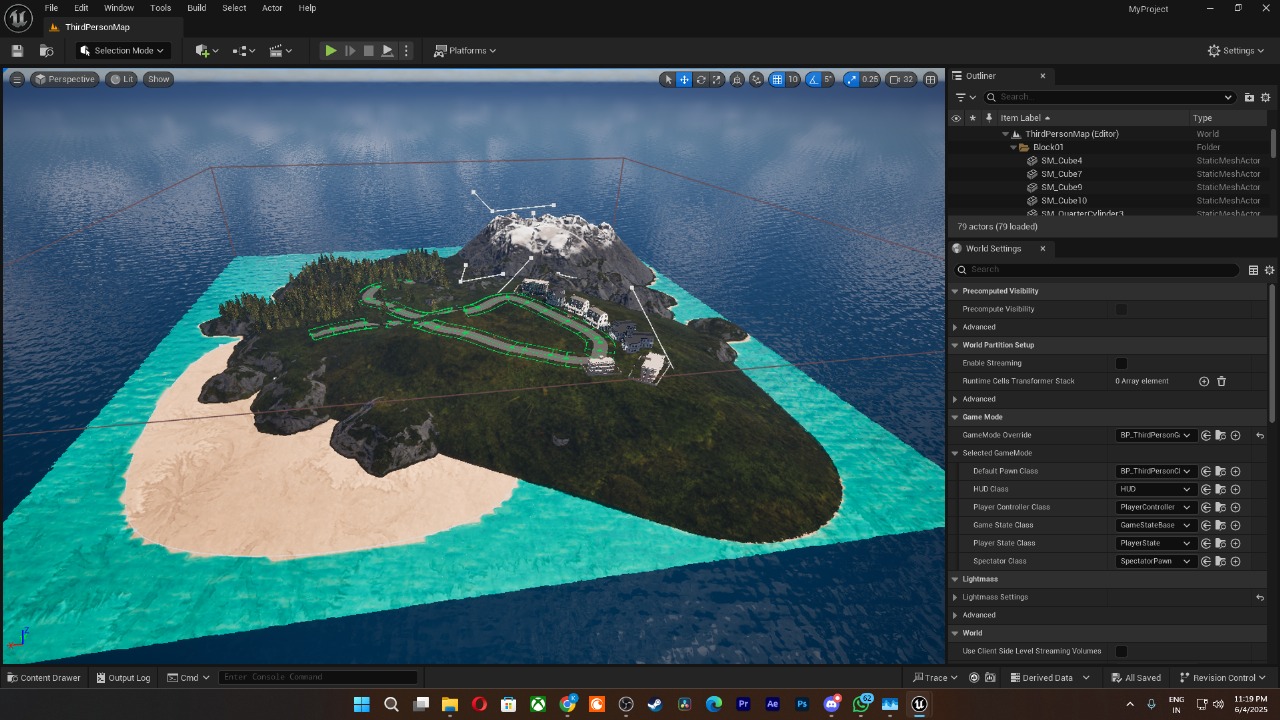 File Edit Window Tools Build Select Actor Help
MyProject
ThirdPersonMap
Selection Mode
Platforms
Settings
Perspective Lit Show
10 5° 0.25 32
Outliner
Search...
Item Label Type
ThirdPersonMap (Editor) World
Block01 Folder
SM_Cube4 StaticMeshActor
SM_Cube7 StaticMeshActor
SM_Cube9 StaticMeshActor
SM_Cube10 StaticMeshActor
SM_QuarterCylinder3 StaticMeshActor
79 actors (79 loaded)
World Settings
Search
Precomputed Visibility
Precompute Visibility
Advanced
World Partition Setup
Enable Streaming
Runtime Cells Transformer Stack 0 Array element
Advanced
Game Mode
GameMode Override BP_ThirdPersonG
Selected GameMode
Default Pawn Class BP_ThirdPersonCl
HUD Class HUD
Player Controller Class PlayerController
Game State Class GameStateBase
Player State Class PlayerState
Spectator Class SpectatorPawn
Lightmass
Lightmass Settings
Advanced
World
Use Client Side Level Streaming Volumes
Z
X
Content Drawer Output Log Cmd Enter Console Command
Trace Derived Data All Saved Revision Control
Pr Ae Ps 62
ENG
IN
11:19 PM
6/4/2025